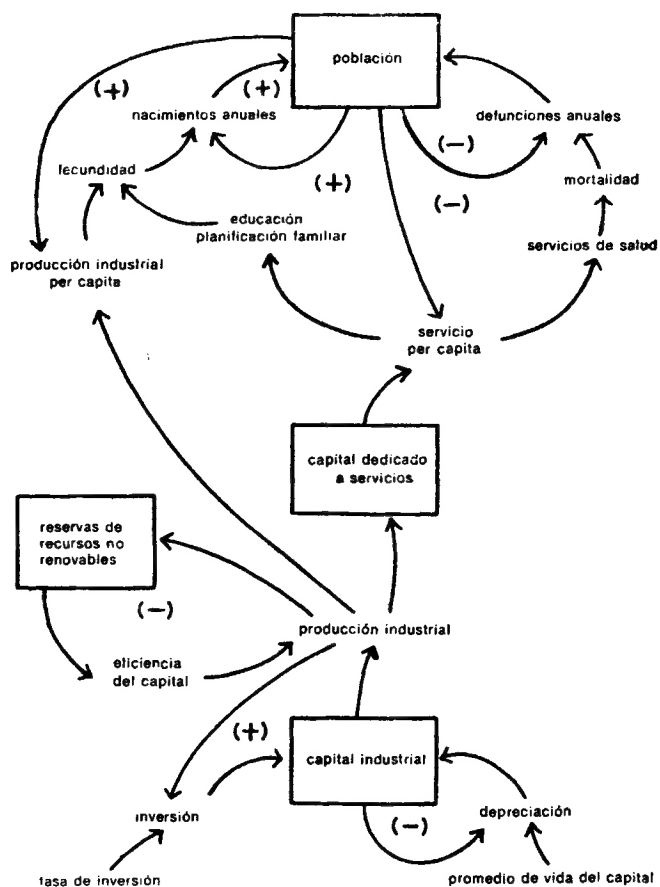 población
(+)
(+)
nacimientos anuales
defunciones anuales
(-)
fecundidad
(+)
mortalidad
(-)
educación
planificación familiar
servicios de salud
producción industrial
per capita
servicio
per capita
capital dedicado
a servicios
reservas de
recursos no
renovables
(-)
producción industrial
eficiencia
del capital
(+)
capital industrial
inversión
(-)
depreciación
tasa de inversión
promedio de vida del capital